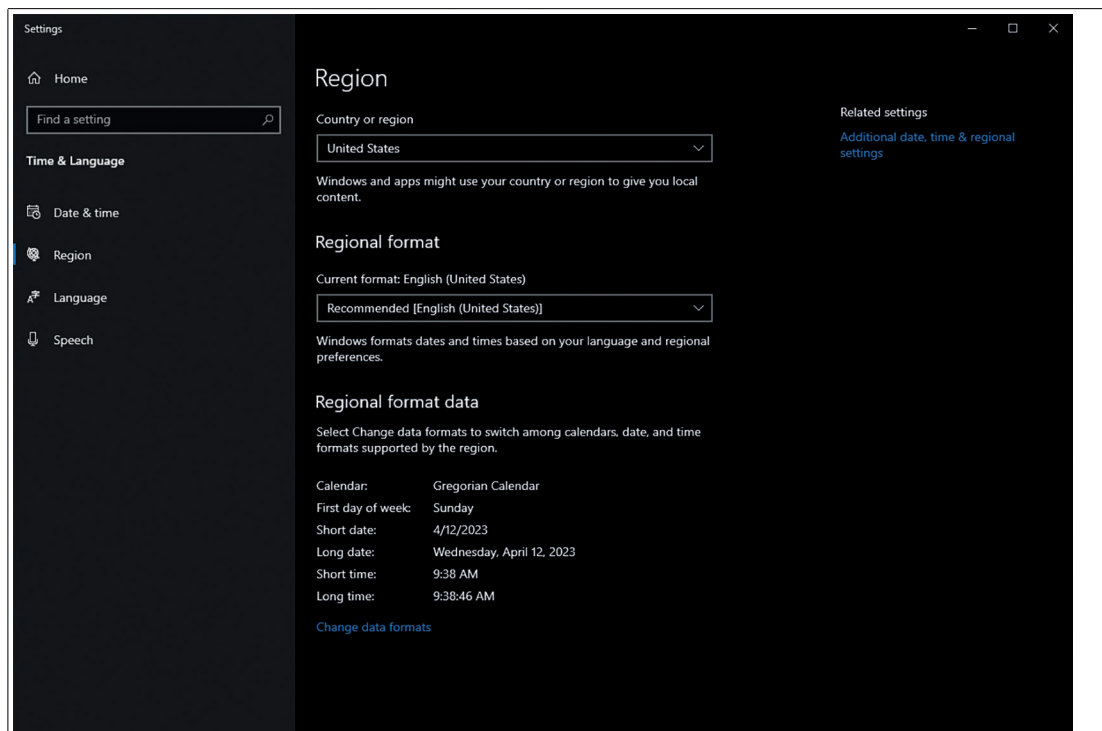 Settings
Home
Find a setting
Time & Language
Date & time
Region
Language
Speech
Region
Country or region
United States
Windows and apps might use your country or region to give you local
content.
Regional format
Current format: English (United States)
Recommended [English (United States)]
Windows formats dates and times based on your language and regional
preferences.
Regional format data
Select Change data formats to switch among calendars, date, and time
formats supported by the region.
Calendar: Gregorian Calendar
First day of week: Sunday
Short date: 4/12/2023
Long date: Wednesday, April 12, 2023
Short time: 9:38 AM
Long time: 9:38:46 AM
Change data formats
Related settings
Additional date, time & regional
settings